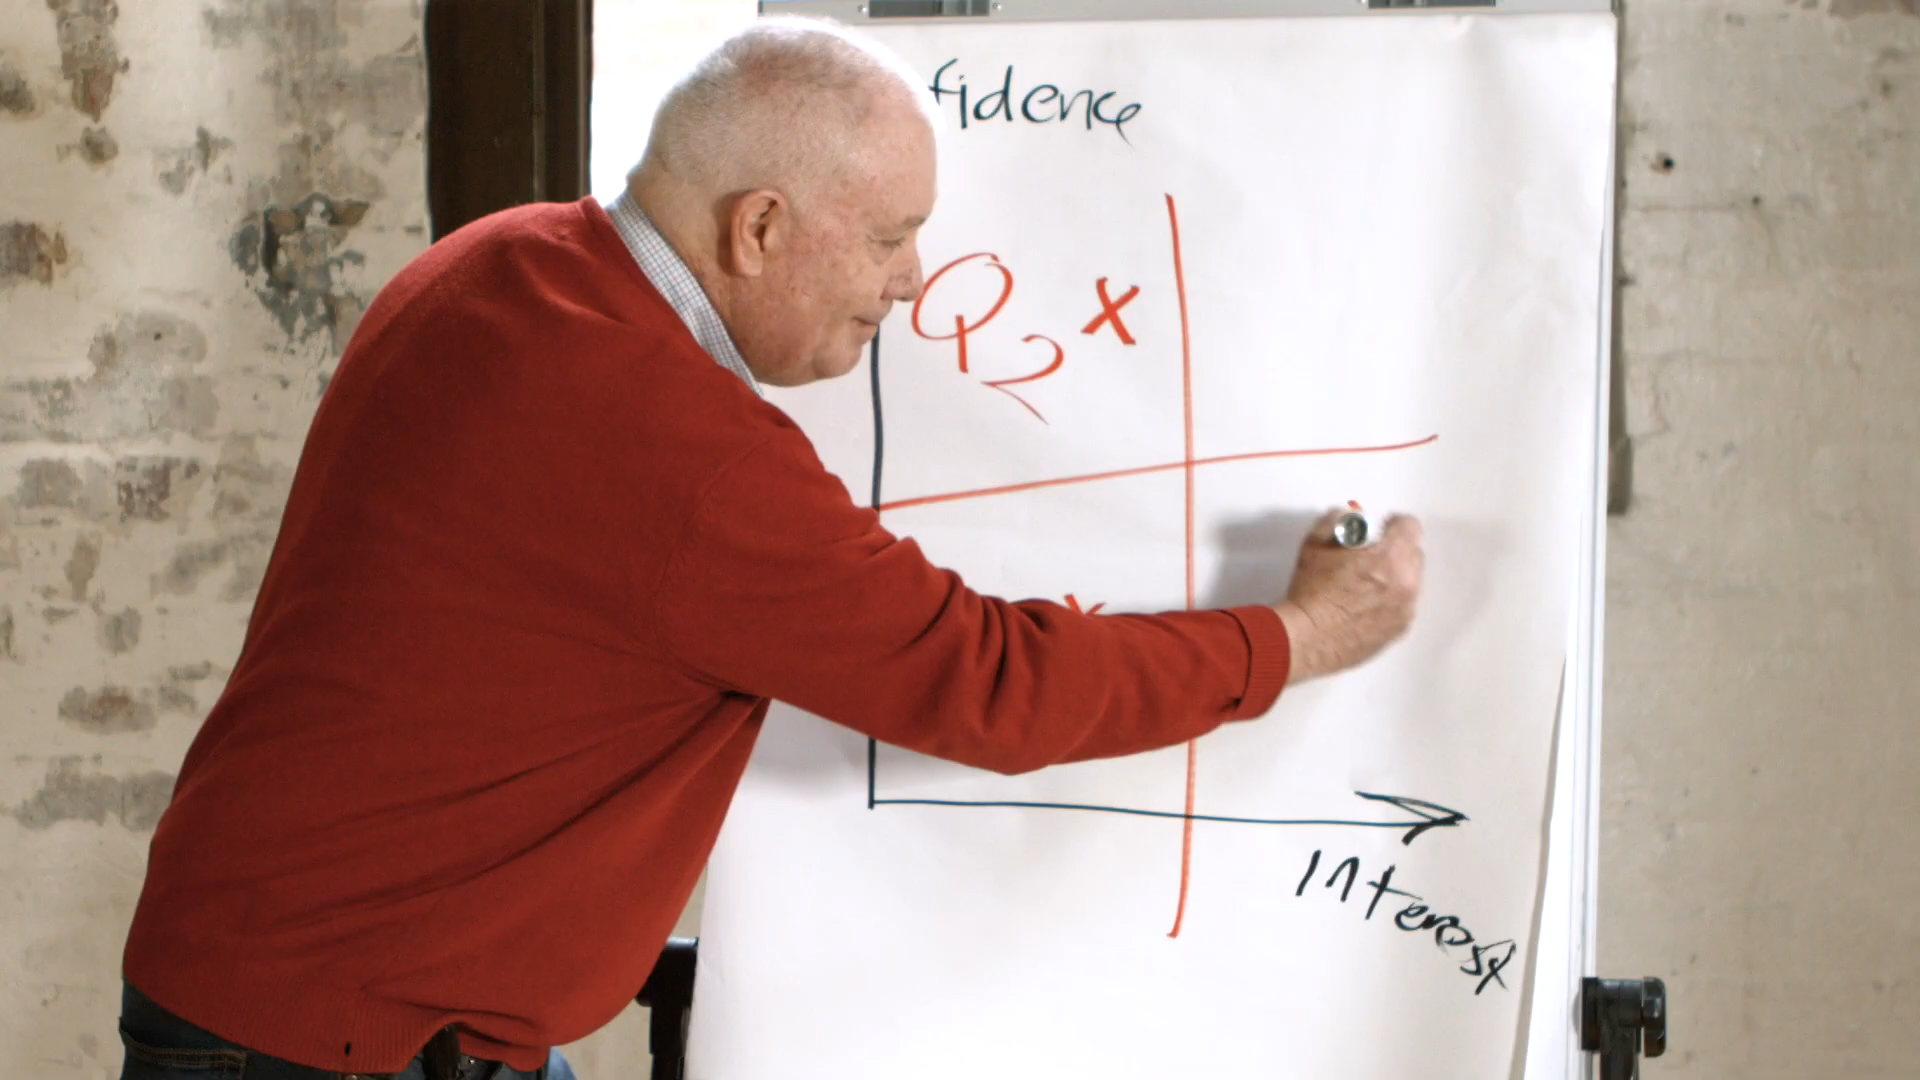 fidence
Q2 x
x
Interest